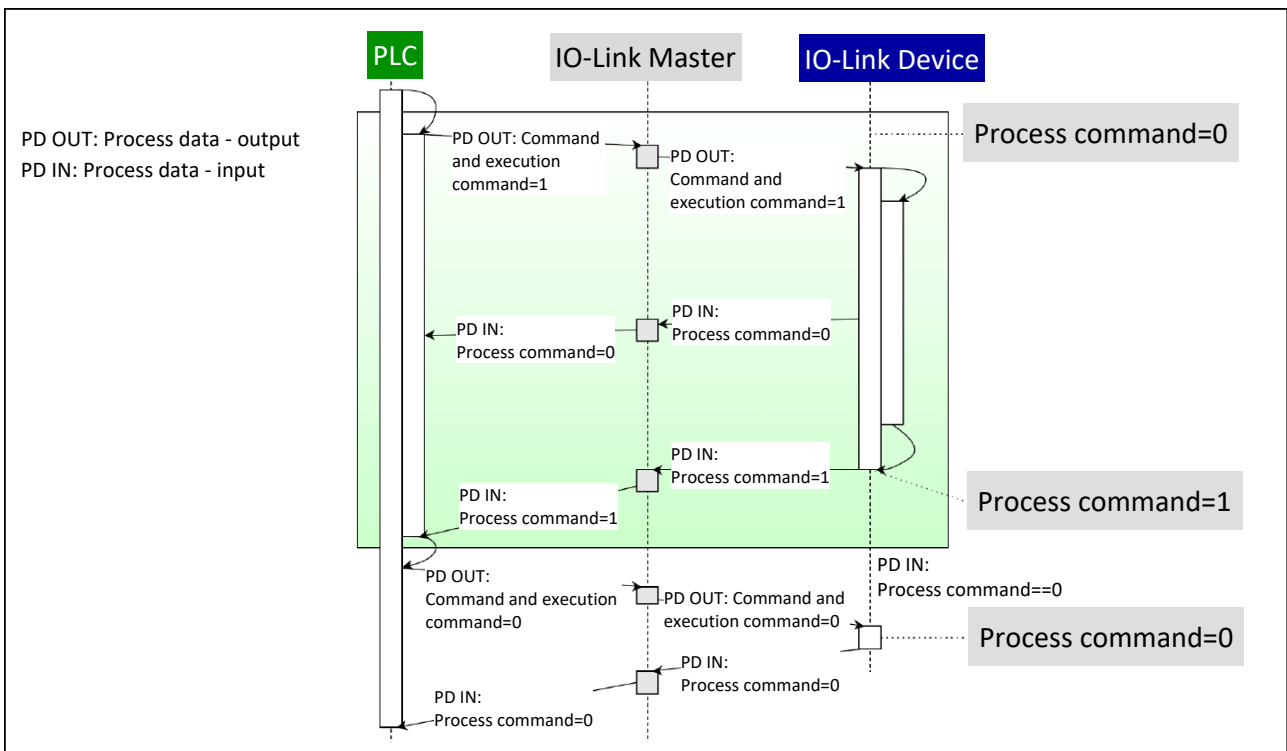 PLC
IO-Link Master
IO-Link Device
PD OUT: Process data - output
PD IN: Process data - input
Process command=0
PD OUT: Command
and execution
command=1
PD OUT:
Command and
execution command=1
PD IN:
Process command=0
PD IN:
Process command=0
PD IN:
Process command=1
PD IN:
Process command=1
Process command=1
PD IN:
Process command==0
PD OUT:
Command and execution
command=0
PD OUT: Command and
execution command=0
Process command=0
PD IN:
Process command=0
PD IN:
Process command=0